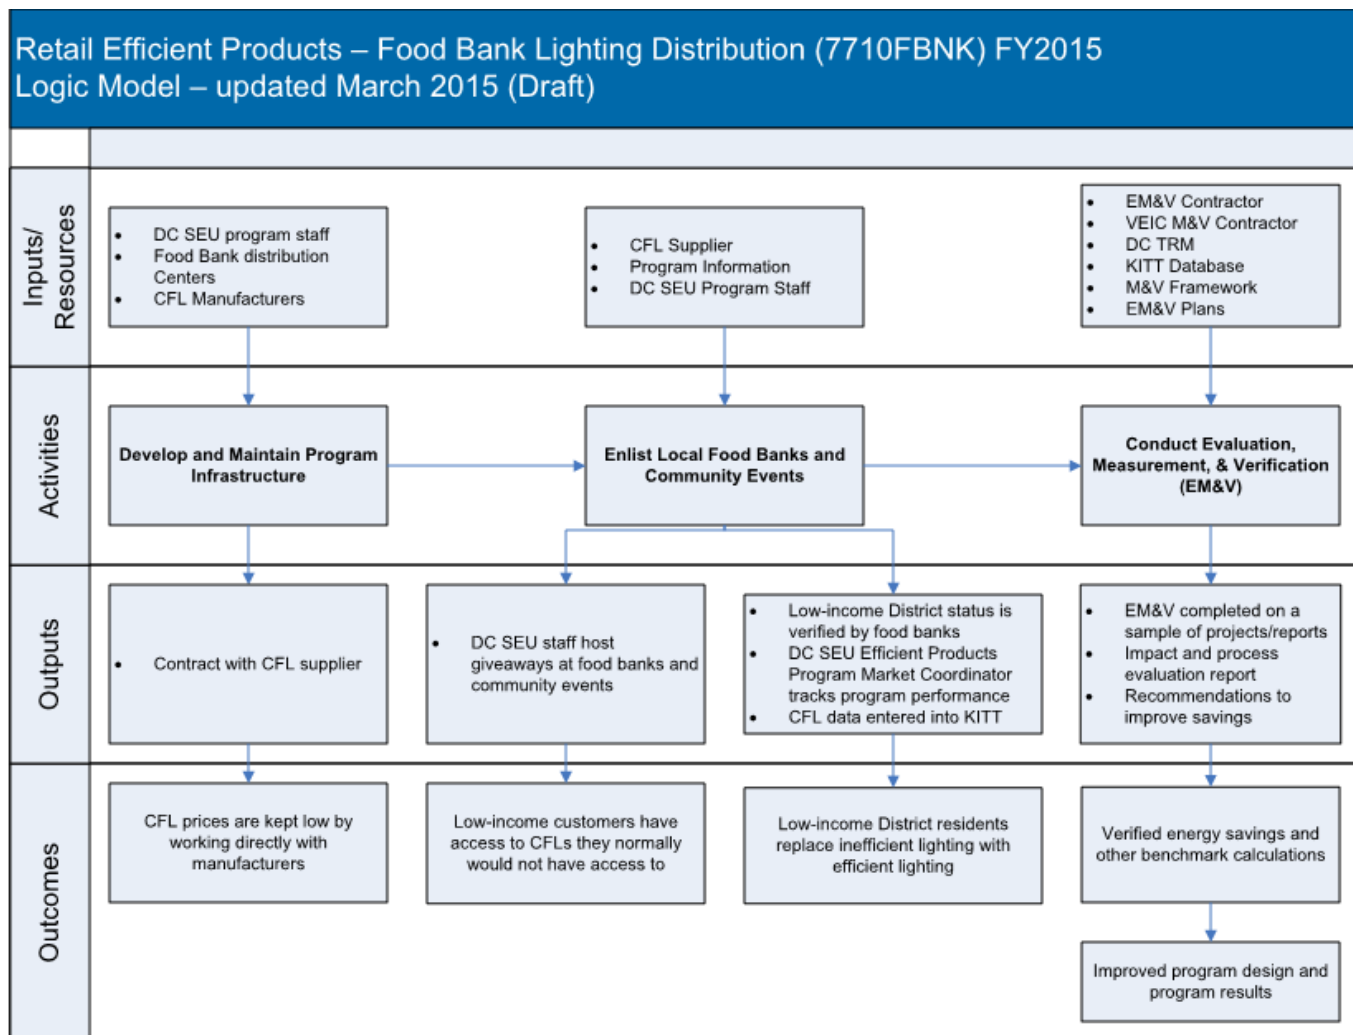 Retail Efficient Products – Food Bank Lighting Distribution (7710FBNK) FY2015
Logic Model – updated March 2015 (Draft)
Inputs/
Resources
• DC SEU program staff
• Food Bank distribution
Centers
• CFL Manufacturers
• CFL Supplier
• Program Information
• DC SEU Program Staff
• EM&V Contractor
• VEIC M&V Contractor
• DC TRM
• KITT Database
• M&V Framework
• EM&V Plans
Activities
Develop and Maintain Program
Infrastructure
Enlist Local Food Banks and
Community Events
Conduct Evaluation,
Measurement, & Verification
(EM&V)
Outputs
• Contract with CFL supplier
• DC SEU staff host
giveaways at food banks and
community events
• Low-income District status is
verified by food banks
• DC SEU Efficient Products
Program Market Coordinator
tracks program performance
• CFL data entered into KITT
• EM&V completed on a
sample of projects/reports
• Impact and process
evaluation report
• Recommendations to
improve savings
Outcomes
CFL prices are kept low by
working directly with
manufacturers
Low-income customers have
access to CFLs they normally
would not have access to
Low-income District residents
replace inefficient lighting with
efficient lighting
Verified energy savings and
other benchmark calculations
Improved program design and
program results